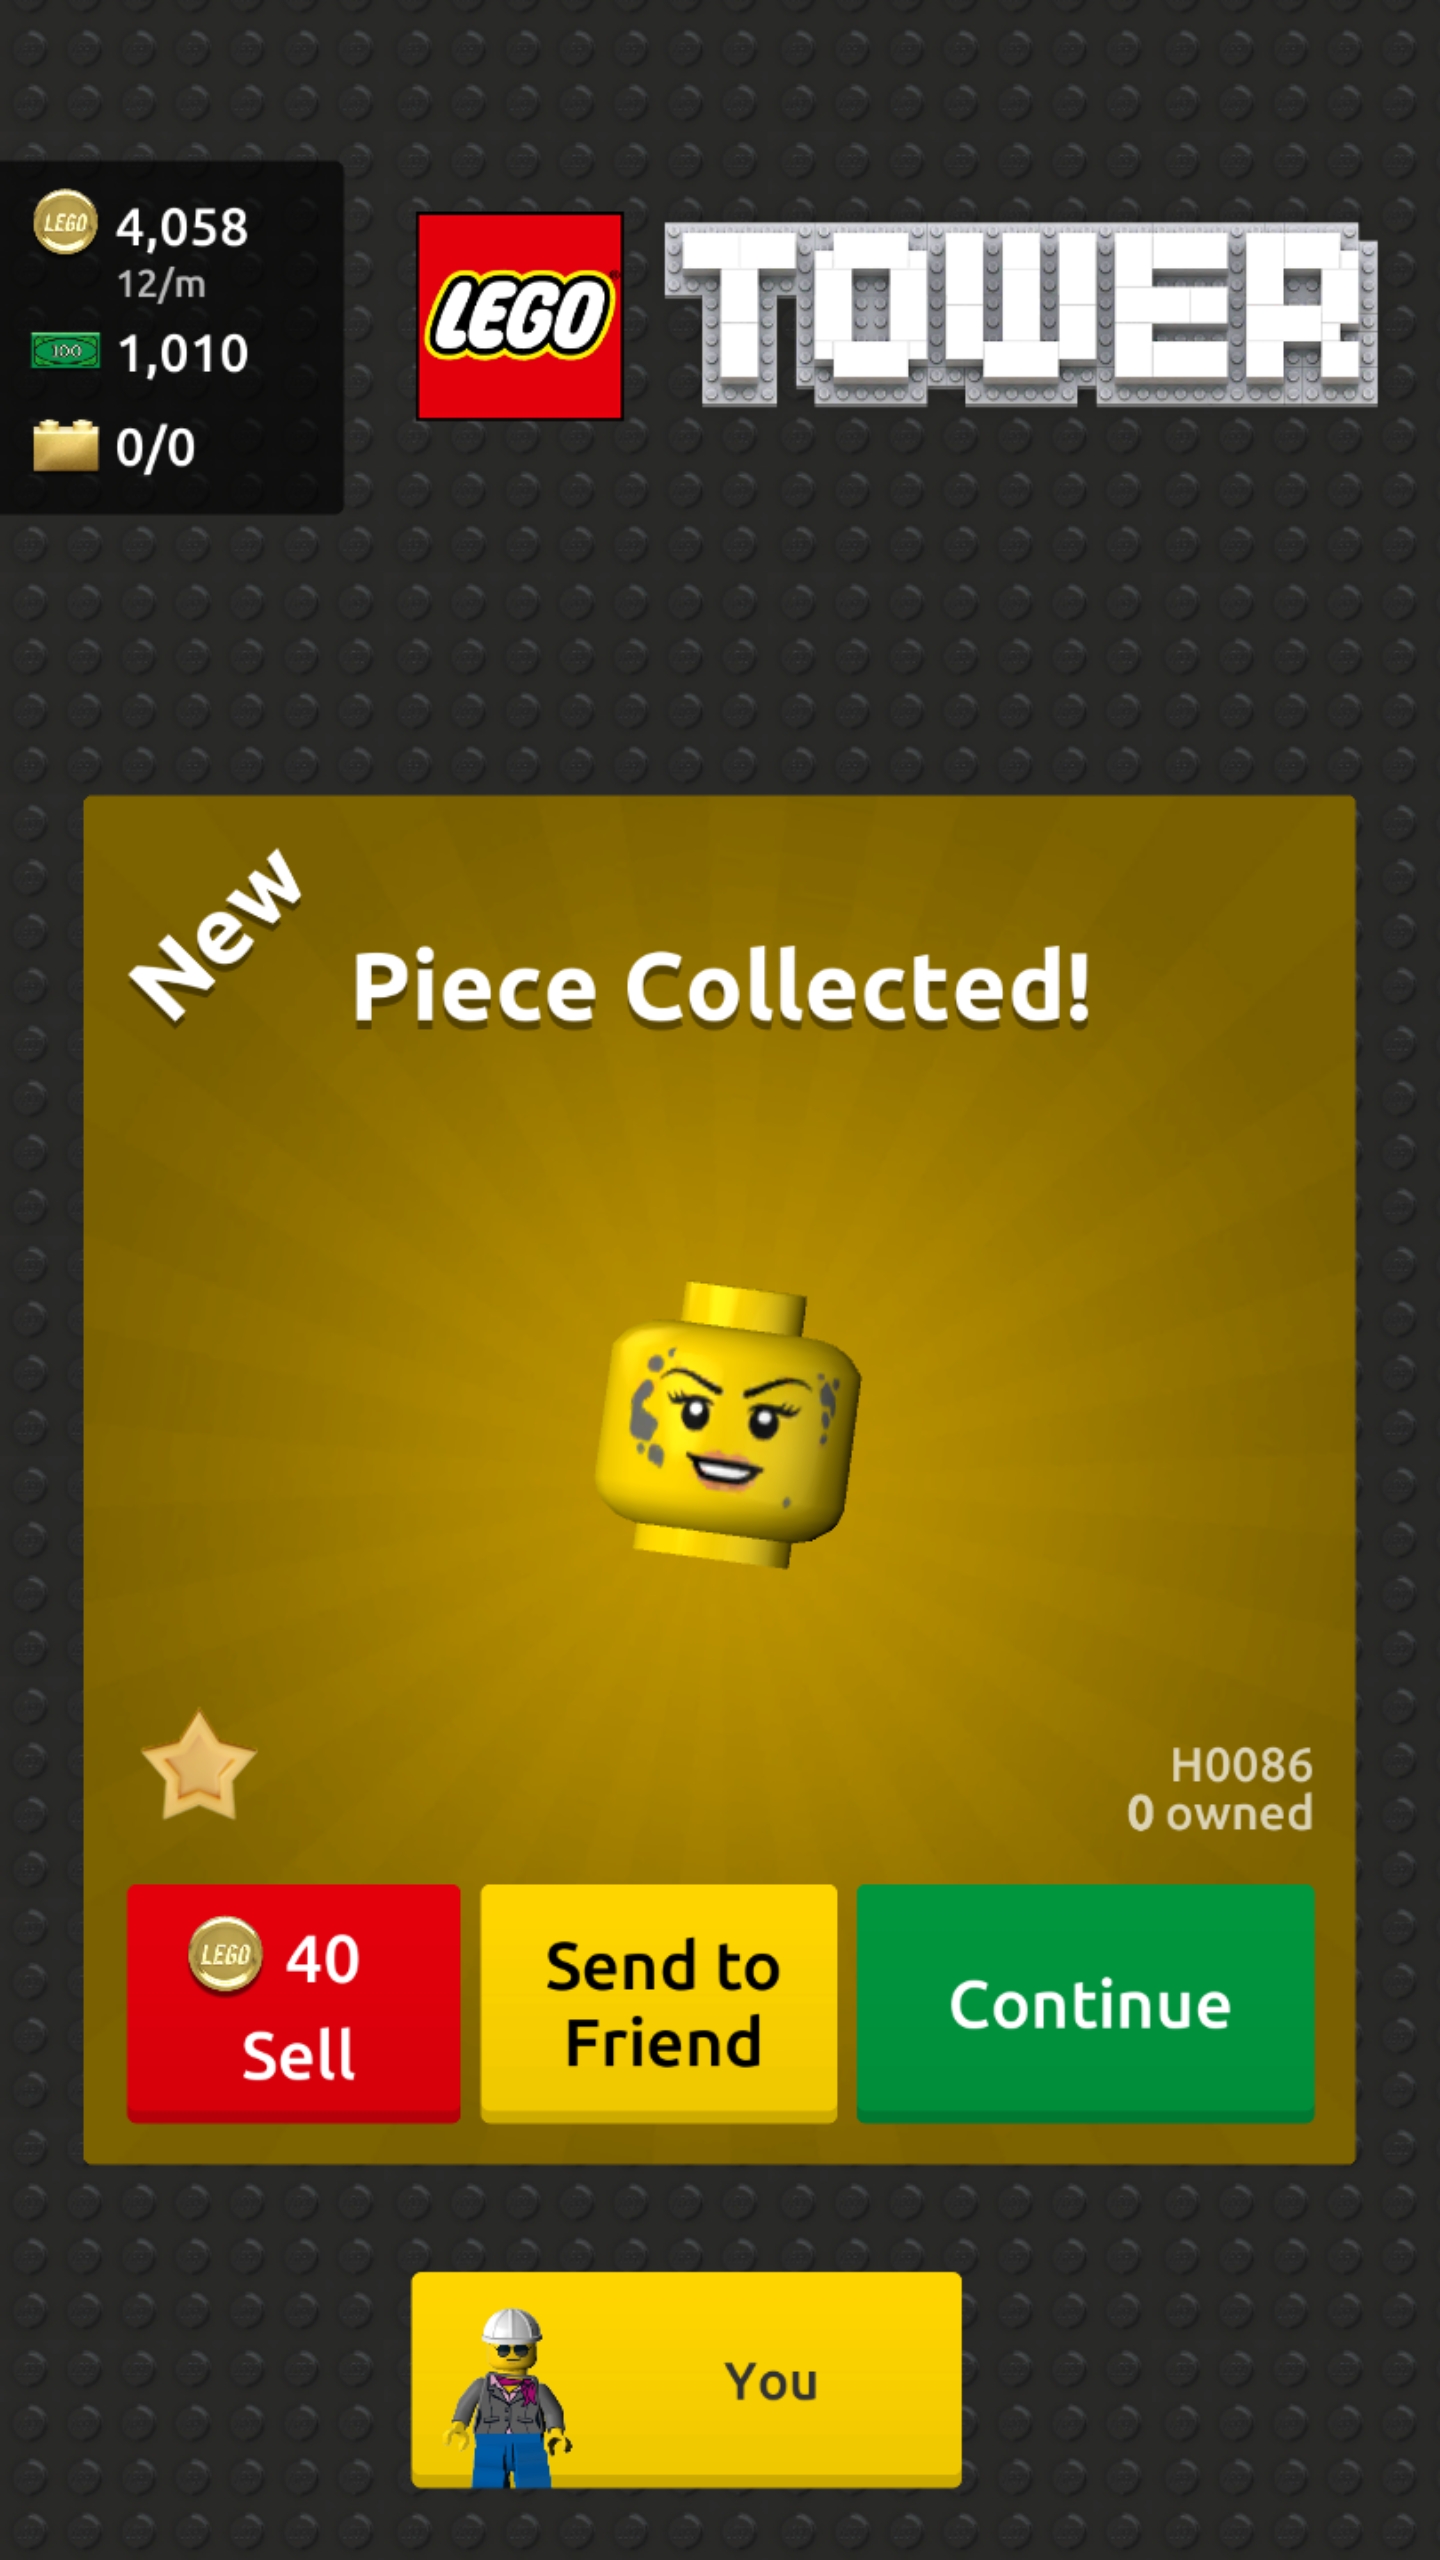 LEGO 4,058
12/m
100 1,010
0/0
LEGO
TOWER
New
Piece Collected!
H0086
0 owned
LEGO 40
Sell
Send to
Friend
Continue
You